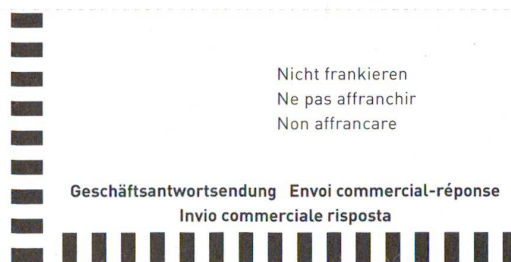 Nicht frankieren
Ne pas affranchir
Non affrancare
Geschäftsantwortsendung Envoi commercial-réponse
Invio commerciale risposta